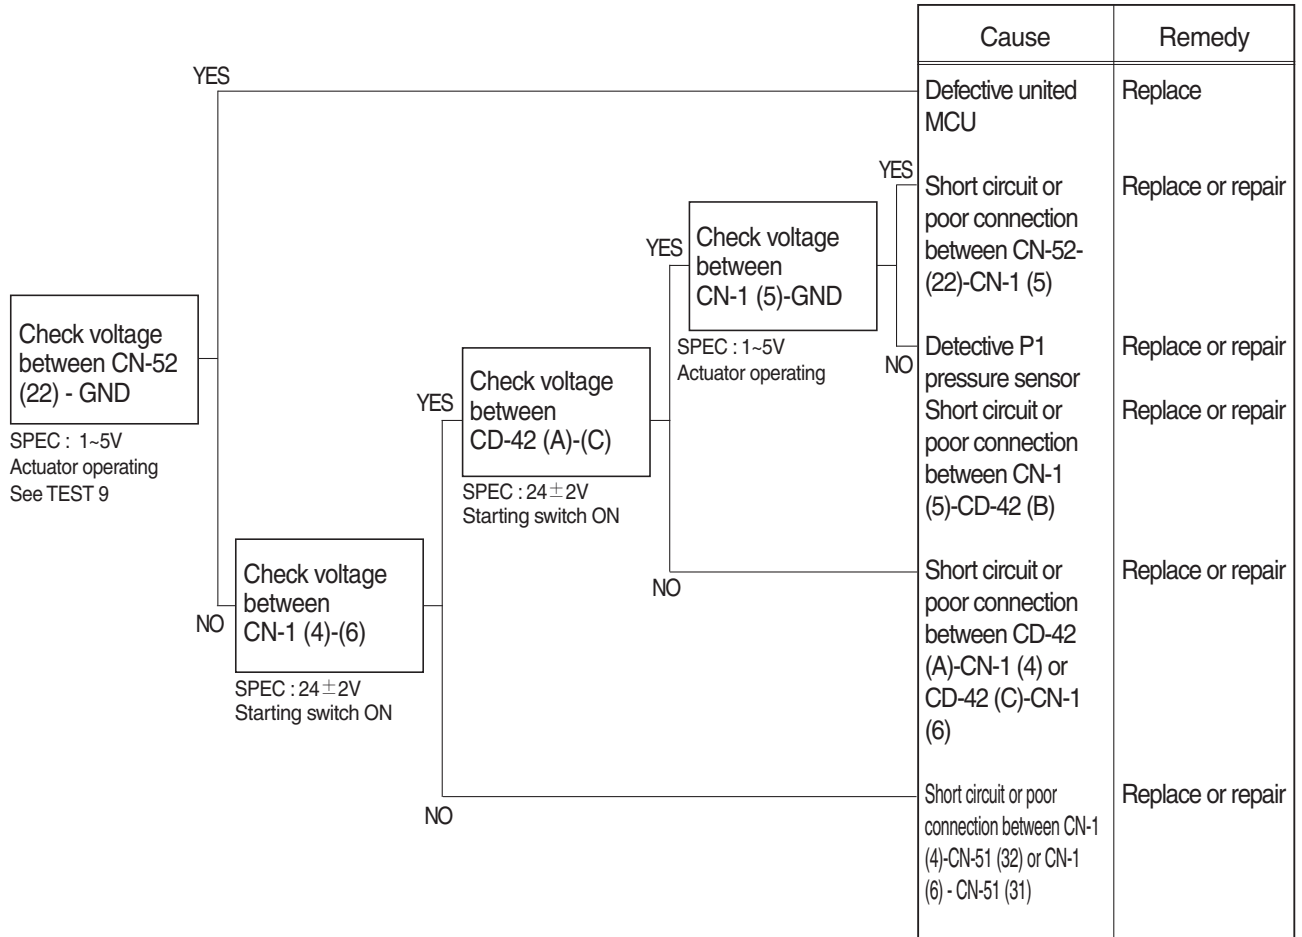 Cause
Remedy
YES
Defective united
MCU
Replace
YES
Short circuit or
poor connection
between CN-52-
(22)-CN-1 (5)
Replace or repair
YES
Check voltage
between
CN-1 (5)-GND
SPEC : 1~5V
Actuator operating
NO
Detective P1
pressure sensor
Replace or repair
Short circuit or
poor connection
between CN-1
(5)-CD-42 (B)
Replace or repair
Check voltage
between CN-52
(22) - GND
SPEC : 1~5V
Actuator operating
See TEST 9
YES
Check voltage
between
CD-42 (A)-(C)
SPEC : 24±2V
Starting switch ON
NO
Short circuit or
poor connection
between CD-42
(A)-CN-1 (4) or
CD-42 (C)-CN-1
(6)
Replace or repair
NO
Check voltage
between
CN-1 (4)-(6)
SPEC : 24±2V
Starting switch ON
NO
Short circuit or poor
connection between CN-1
(4)-CN-51 (32) or CN-1
(6) - CN-51 (31)
Replace or repair